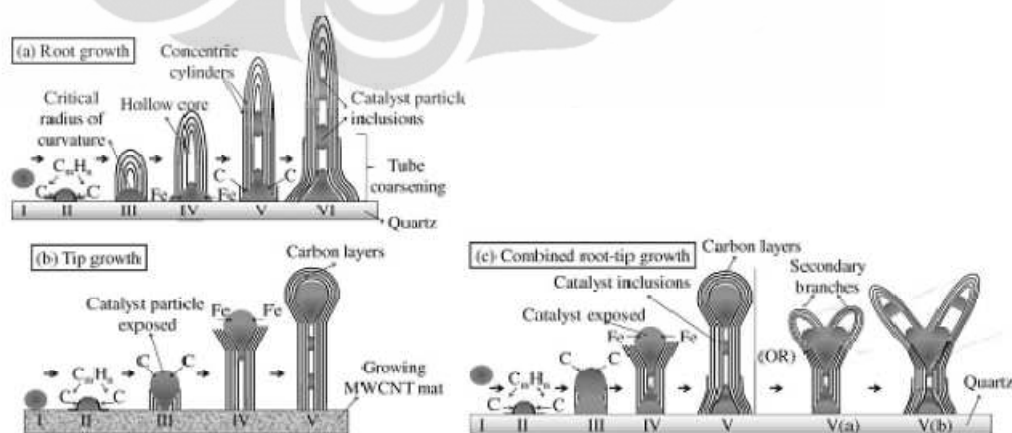 (a) Root growth
Concentric
cylinders
Critical
radius of
curvature
Hollow core
Catalyst particle
inclusions
Tube
coarsening
CmHn
C
C
Fe
Fe
C
C
I
II
III
IV
V
VI
Quartz
(b) Tip growth
Carbon layers
Catalyst particle
exposed
Fe
Fe
C
C
CmHn
C
C
Growing
MWCNT mat
I
II
III
IV
V
(c) Combined root-tip growth
Carbon layers
Catalyst inclusions
Secondary
branches
Catalyst exposed
Fe
Fe
C
C
CmHn
C
C
(OR)
Quartz
I
II
III
IV
V
V(a)
V(b)